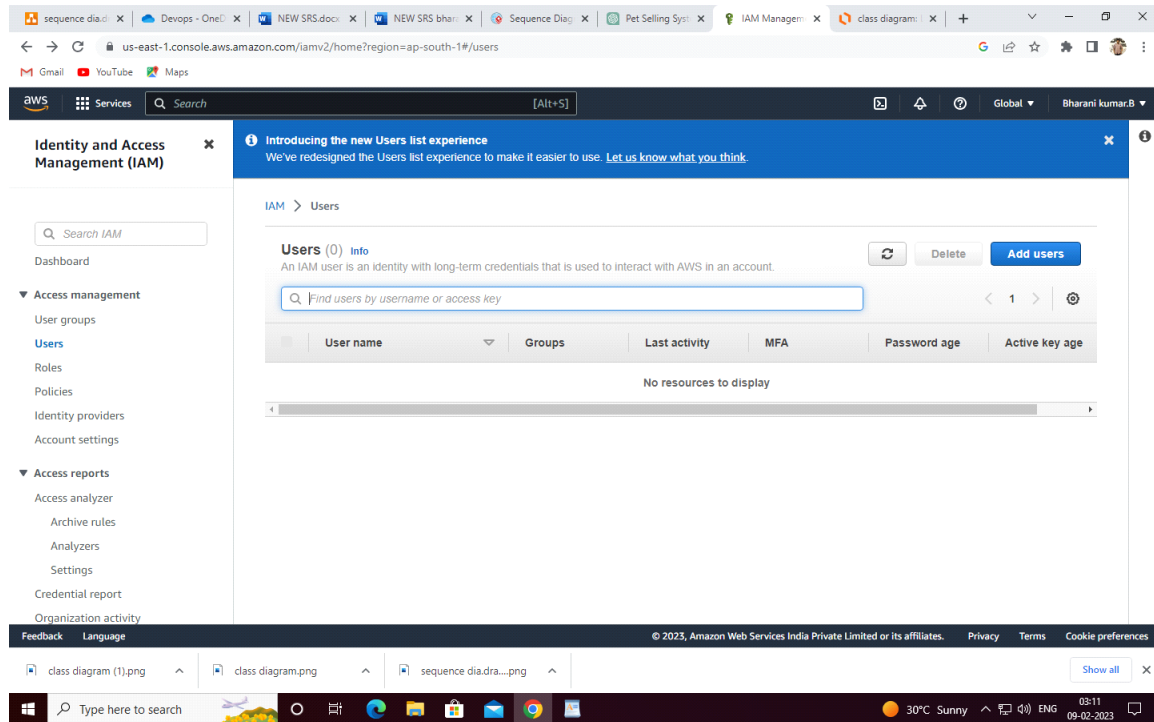 sequence dia.d
Devops - OneD
NEW SRS.docx
NEW SRS bhara
Sequence Diag
Pet Selling Syst
IAM Managem
class diagram:
us-east-1.console.aws.amazon.com/iamv2/home?region=ap-south-1#/users
Gmail
YouTube
Maps
aws
Services
Search
[Alt+S]
Global
Bharani kumar.B
Identity and Access
Management (IAM)
Introducing the new Users list experience
We've redesigned the Users list experience to make it easier to use. Let us know what you think.
IAM > Users
Search IAM
Dashboard
Access management
User groups
Users
Roles
Policies
Identity providers
Account settings
Access reports
Access analyzer
Archive rules
Analyzers
Settings
Credential report
Organization activity
Users (0) Info
An IAM user is an identity with long-term credentials that is used to interact with AWS in an account.
Delete
Add users
Find users by username or access key
1
User name
Groups
Last activity
MFA
Password age
Active key age
No resources to display
Feedback
Language
© 2023, Amazon Web Services India Private Limited or its affiliates.
Privacy
Terms
Cookie preferences
class diagram (1).png
class diagram.png
sequence dia.dra....png
Show all
Type here to search
30°C Sunny
ENG
03:11
09-02-2023